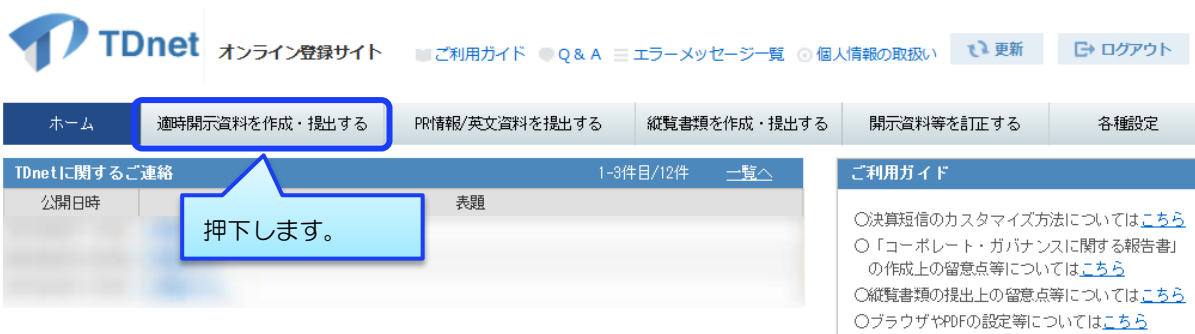 TDnet オンライン登録サイト ご利用ガイド Q & A エラーメッセージ一覧 個人情報の取扱い 更新 ログアウト
ホーム 適時開示資料を作成・提出する PR情報/英文資料を提出する 縦覧書類を作成・提出する 開示資料等を訂正する 各種設定
TDnetに関するご連絡 1-3件目/12件 一覧へ
公開日時 表題
押下します。
ご利用ガイド
○決算短信のカスタマイズ方法についてはこちら
○「コーポレート・ガバナンスに関する報告書」
の作成上の留意点等についてはこちら
○縦覧書類の提出上の留意点等についてはこちら
○ブラウザやPDFの設定等についてはこちら